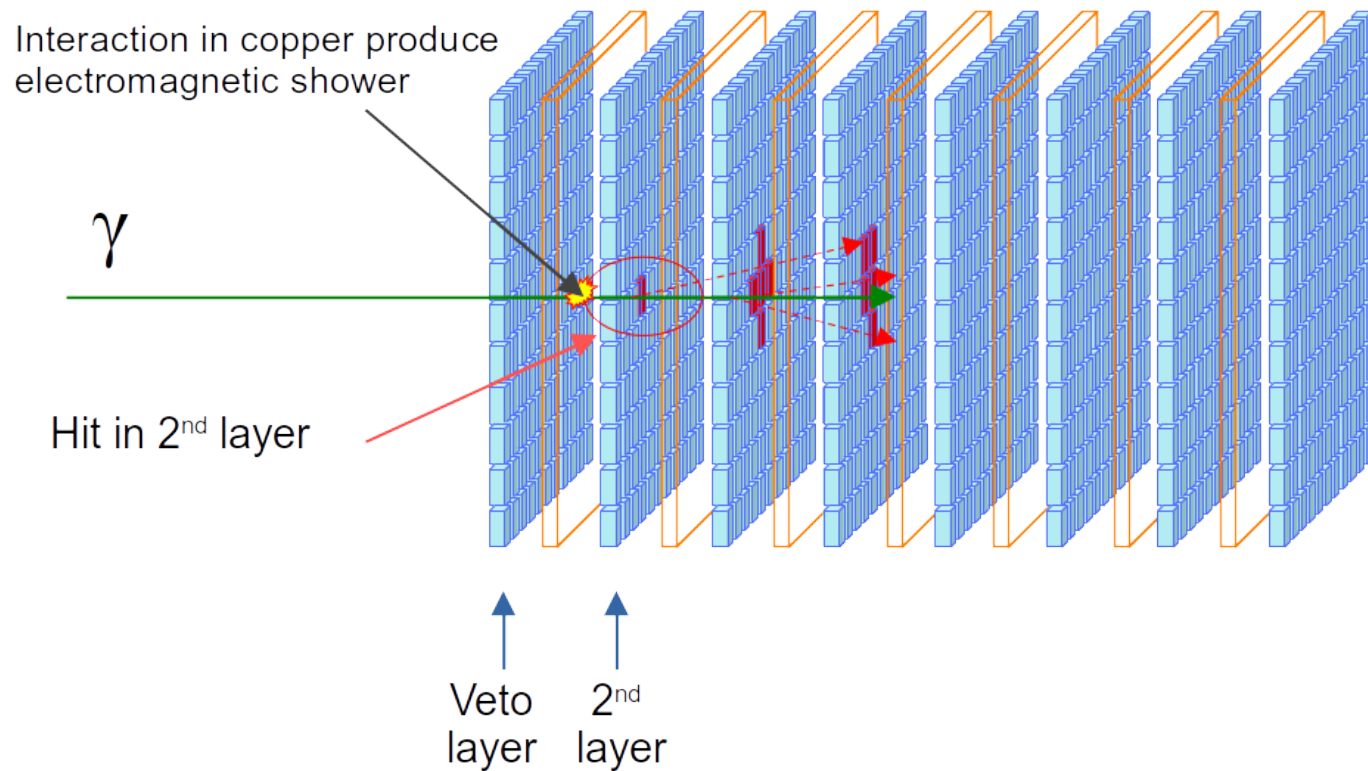 Interaction in copper produce
electromagnetic shower
γ
Hit in 2nd layer
Veto
layer
2nd
layer